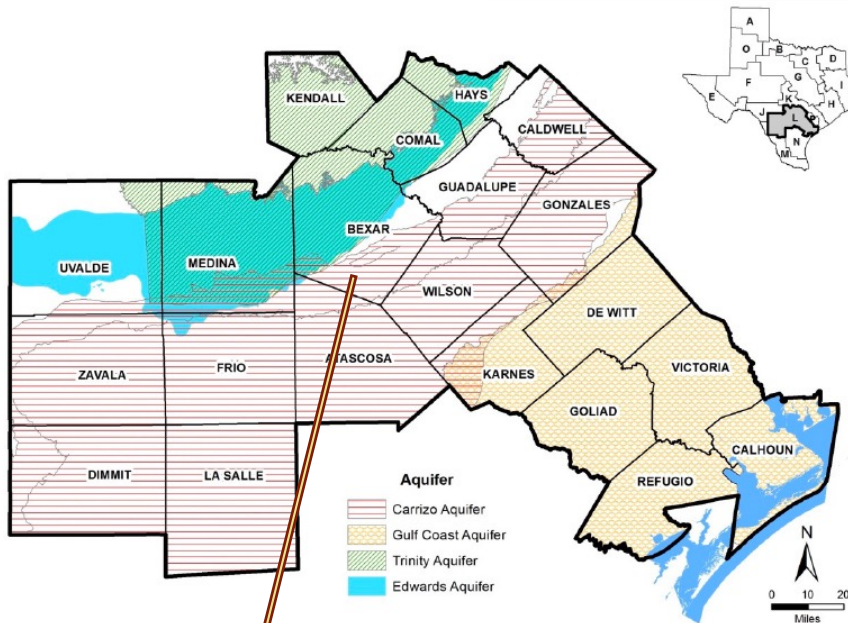 A
O
B
C
D
F
G
I
E
K
H
J
L
P
N
M
HAYS
KENDALL
COMAL
CALDWELL
GUADALUPE
GONZALES
BEXAR
UVALDE
MEDINA
WILSON
DE WITT
ZAVALA
FRIO
ATASCOSA
KARNES
VICTORIA
GOLIAD
CALHOUN
DIMMIT
LA SALLE
REFUGIO
Aquifer
Carrizo Aquifer
Gulf Coast Aquifer
Trinity Aquifer
Edwards Aquifer
N
0 10 20
Miles